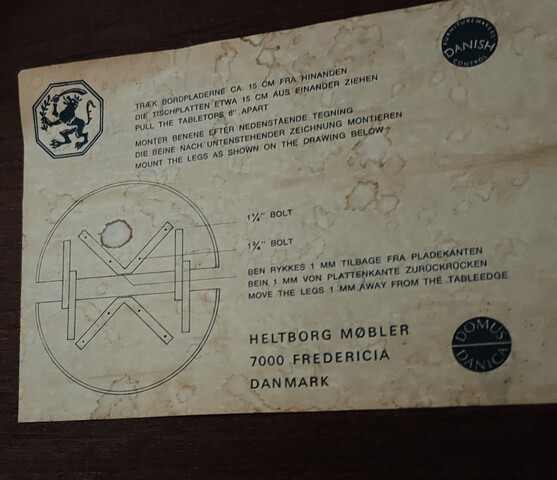 FURNITUREMAKERS
DANISH
CONTROL
TRÆK BORDPLADERNE CA. 15 CM FRA HINANDEN
DIE TISCHPLATTEN ETWA 15 CM AUS EINANDER ZIEHEN
PULL THE TABLETOPS 6" APART
MONTER BENENE EFTER NEDENSTÅENDE TEGNING
DIE BEINE NACH UNTENSTEHENDER ZEICHNUNG MONTIEREN
MOUNT THE LEGS AS SHOWN ON THE DRAWING BELOW
1¼" BOLT
1¾" BOLT
BEN RYKKES 1 MM TILBAGE FRA PLADEKANTEN
BEIN 1 MM VON PLATTENKANTE ZURÜCKRÜCKEN
MOVE THE LEGS 1 MM AWAY FROM THE TABLEEDGE
HELTBORG MØBLER
7000 FREDERICIA
DANMARK
DOMUS
DANICA